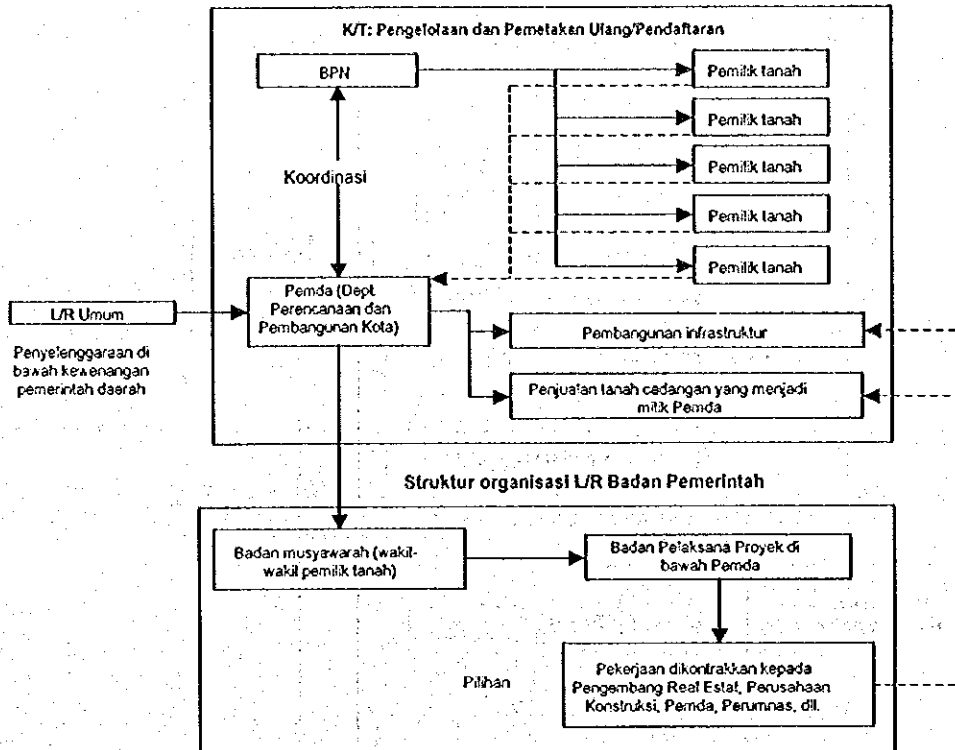 K/T: Pengelolaan dan Pemetaken Ulang/Pendaftaran
BPN
Pemilik tanah
Pemilik tanah
Pemilik tanah
Pemilik tanah
Pemilik tanah
Koordinasi
Pemda (Dept.
Perencanaan dan
Pembangunan Kota)
L/R Umum
Penyelenggaraan di
bawah kewenangan
pemerintah daerah
Pembangunan infrastruktur
Penjualan tanah cadangan yang menjadi
milik Pemda
Struktur organisasi L/R Badan Pemerintah
Badan musyawarah (wakil-
wakil pemilik tanah)
Badan Pelaksana Proyek di
bawah Pemda
Pilihan
Pekerjaan dikontrakkan kepada
Pengembang Real Estat, Perusahaan
Konstruksi, Pemda, Perumnas, dll.